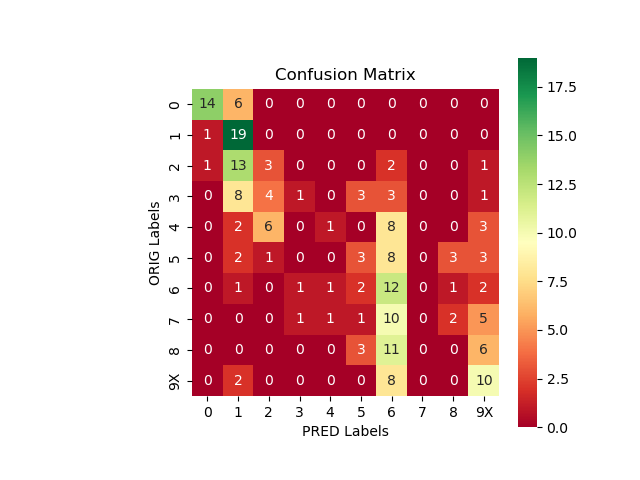 Confusion Matrix
0 14 6 0 0 0 0 0 0 0 0
1 1 19 0 0 0 0 0 0 0 0
2 1 13 3 0 0 0 2 0 0 1
3 0 8 4 1 0 3 3 0 0 1
4 0 2 6 0 1 0 8 0 0 3
5 0 2 1 0 0 3 8 0 3 3
6 0 1 0 1 1 2 12 0 1 2
7 0 0 0 1 1 1 10 0 2 5
8 0 0 0 0 0 3 11 0 0 6
9X 0 2 0 0 0 0 8 0 0 10
0 1 2 3 4 5 6 7 8 9X
PRED Labels
ORIG Labels
17.5
15.0
12.5
10.0
7.5
5.0
2.5
0.0